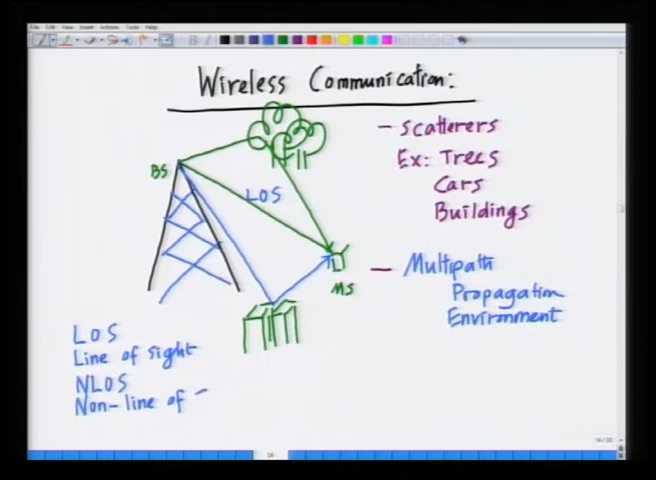 Wireless Communication:
- Scatterers
Ex: Trees
Cars
Buildings
BS
LOS
MS
- Multipath
Propagation
Environment
LOS
Line of sight
NLOS
Non-line of